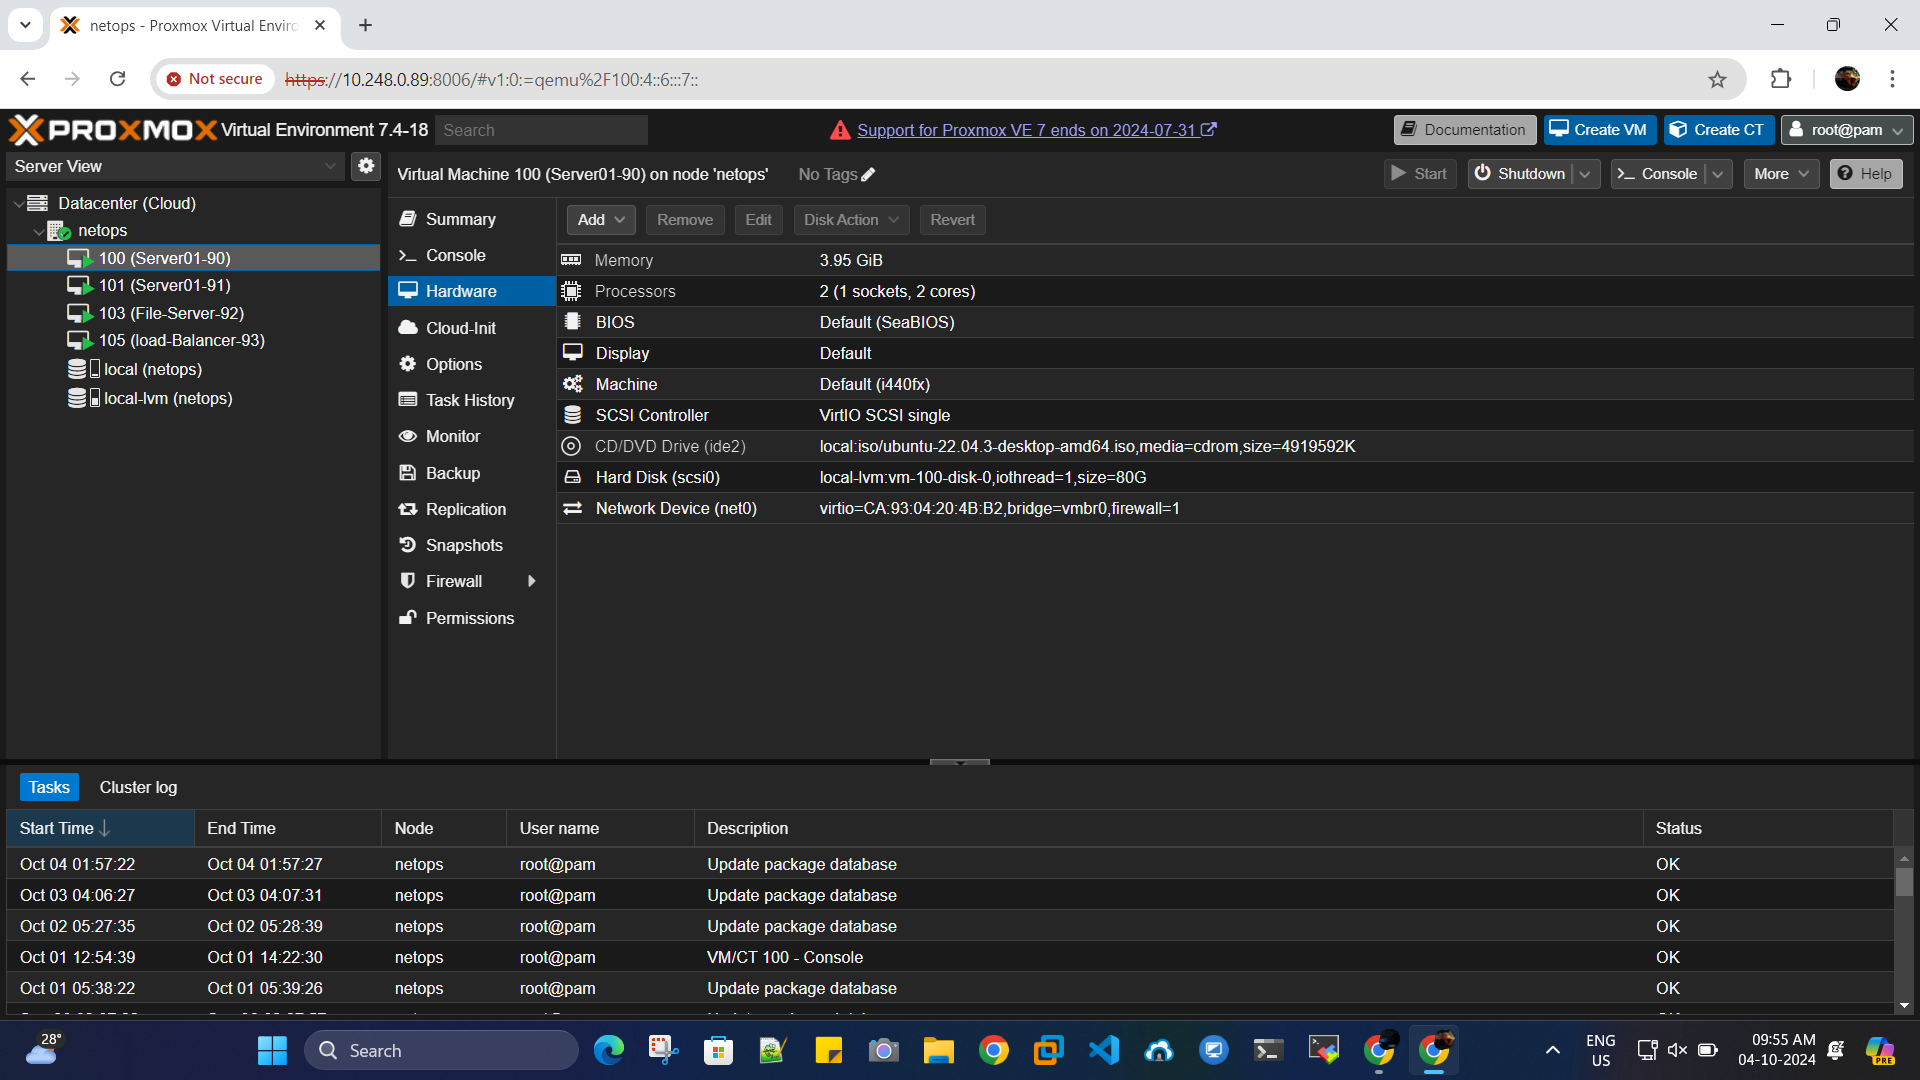 netops - Proxmox Virtual Enviro
Not secure
https://10.248.0.89:8006/#v1:0:=qemu%2F100:4::6:::7::
PROXMOX Virtual Environment 7.4-18
Search
Support for Proxmox VE 7 ends on 2024-07-31
Documentation
Create VM
Create CT
root@pam
Server View
Virtual Machine 100 (Server01-90) on node 'netops'
No Tags
Start
Shutdown
Console
More
Help
Datacenter (Cloud)
netops
100 (Server01-90)
101 (Server01-91)
103 (File-Server-92)
105 (load-Balancer-93)
local (netops)
local-lvm (netops)
Summary
Console
Hardware
Cloud-Init
Options
Task History
Monitor
Backup
Replication
Snapshots
Firewall
Permissions
Add
Remove
Edit
Disk Action
Revert
Memory 3.95 GiB
Processors 2 (1 sockets, 2 cores)
BIOS Default (SeaBIOS)
Display Default
Machine Default (i440fx)
SCSI Controller VirtIO SCSI single
CD/DVD Drive (ide2) local:iso/ubuntu-22.04.3-desktop-amd64.iso,media=cdrom,size=4919592K
Hard Disk (scsi0) local-lvm:vm-100-disk-0,iothread=1,size=80G
Network Device (net0) virtio=CA:93:04:20:4B:B2,bridge=vmbr0,firewall=1
Tasks
Cluster log
Start Time End Time Node User name Description Status
Oct 04 01:57:22 Oct 04 01:57:27 netops root@pam Update package database OK
Oct 03 04:06:27 Oct 03 04:07:31 netops root@pam Update package database OK
Oct 02 05:27:35 Oct 02 05:28:39 netops root@pam Update package database OK
Oct 01 12:54:39 Oct 01 14:22:30 netops root@pam VM/CT 100 - Console OK
Oct 01 05:38:22 Oct 01 05:39:26 netops root@pam Update package database OK
28°
Search
ENG
US
09:55 AM
04-10-2024
PRE